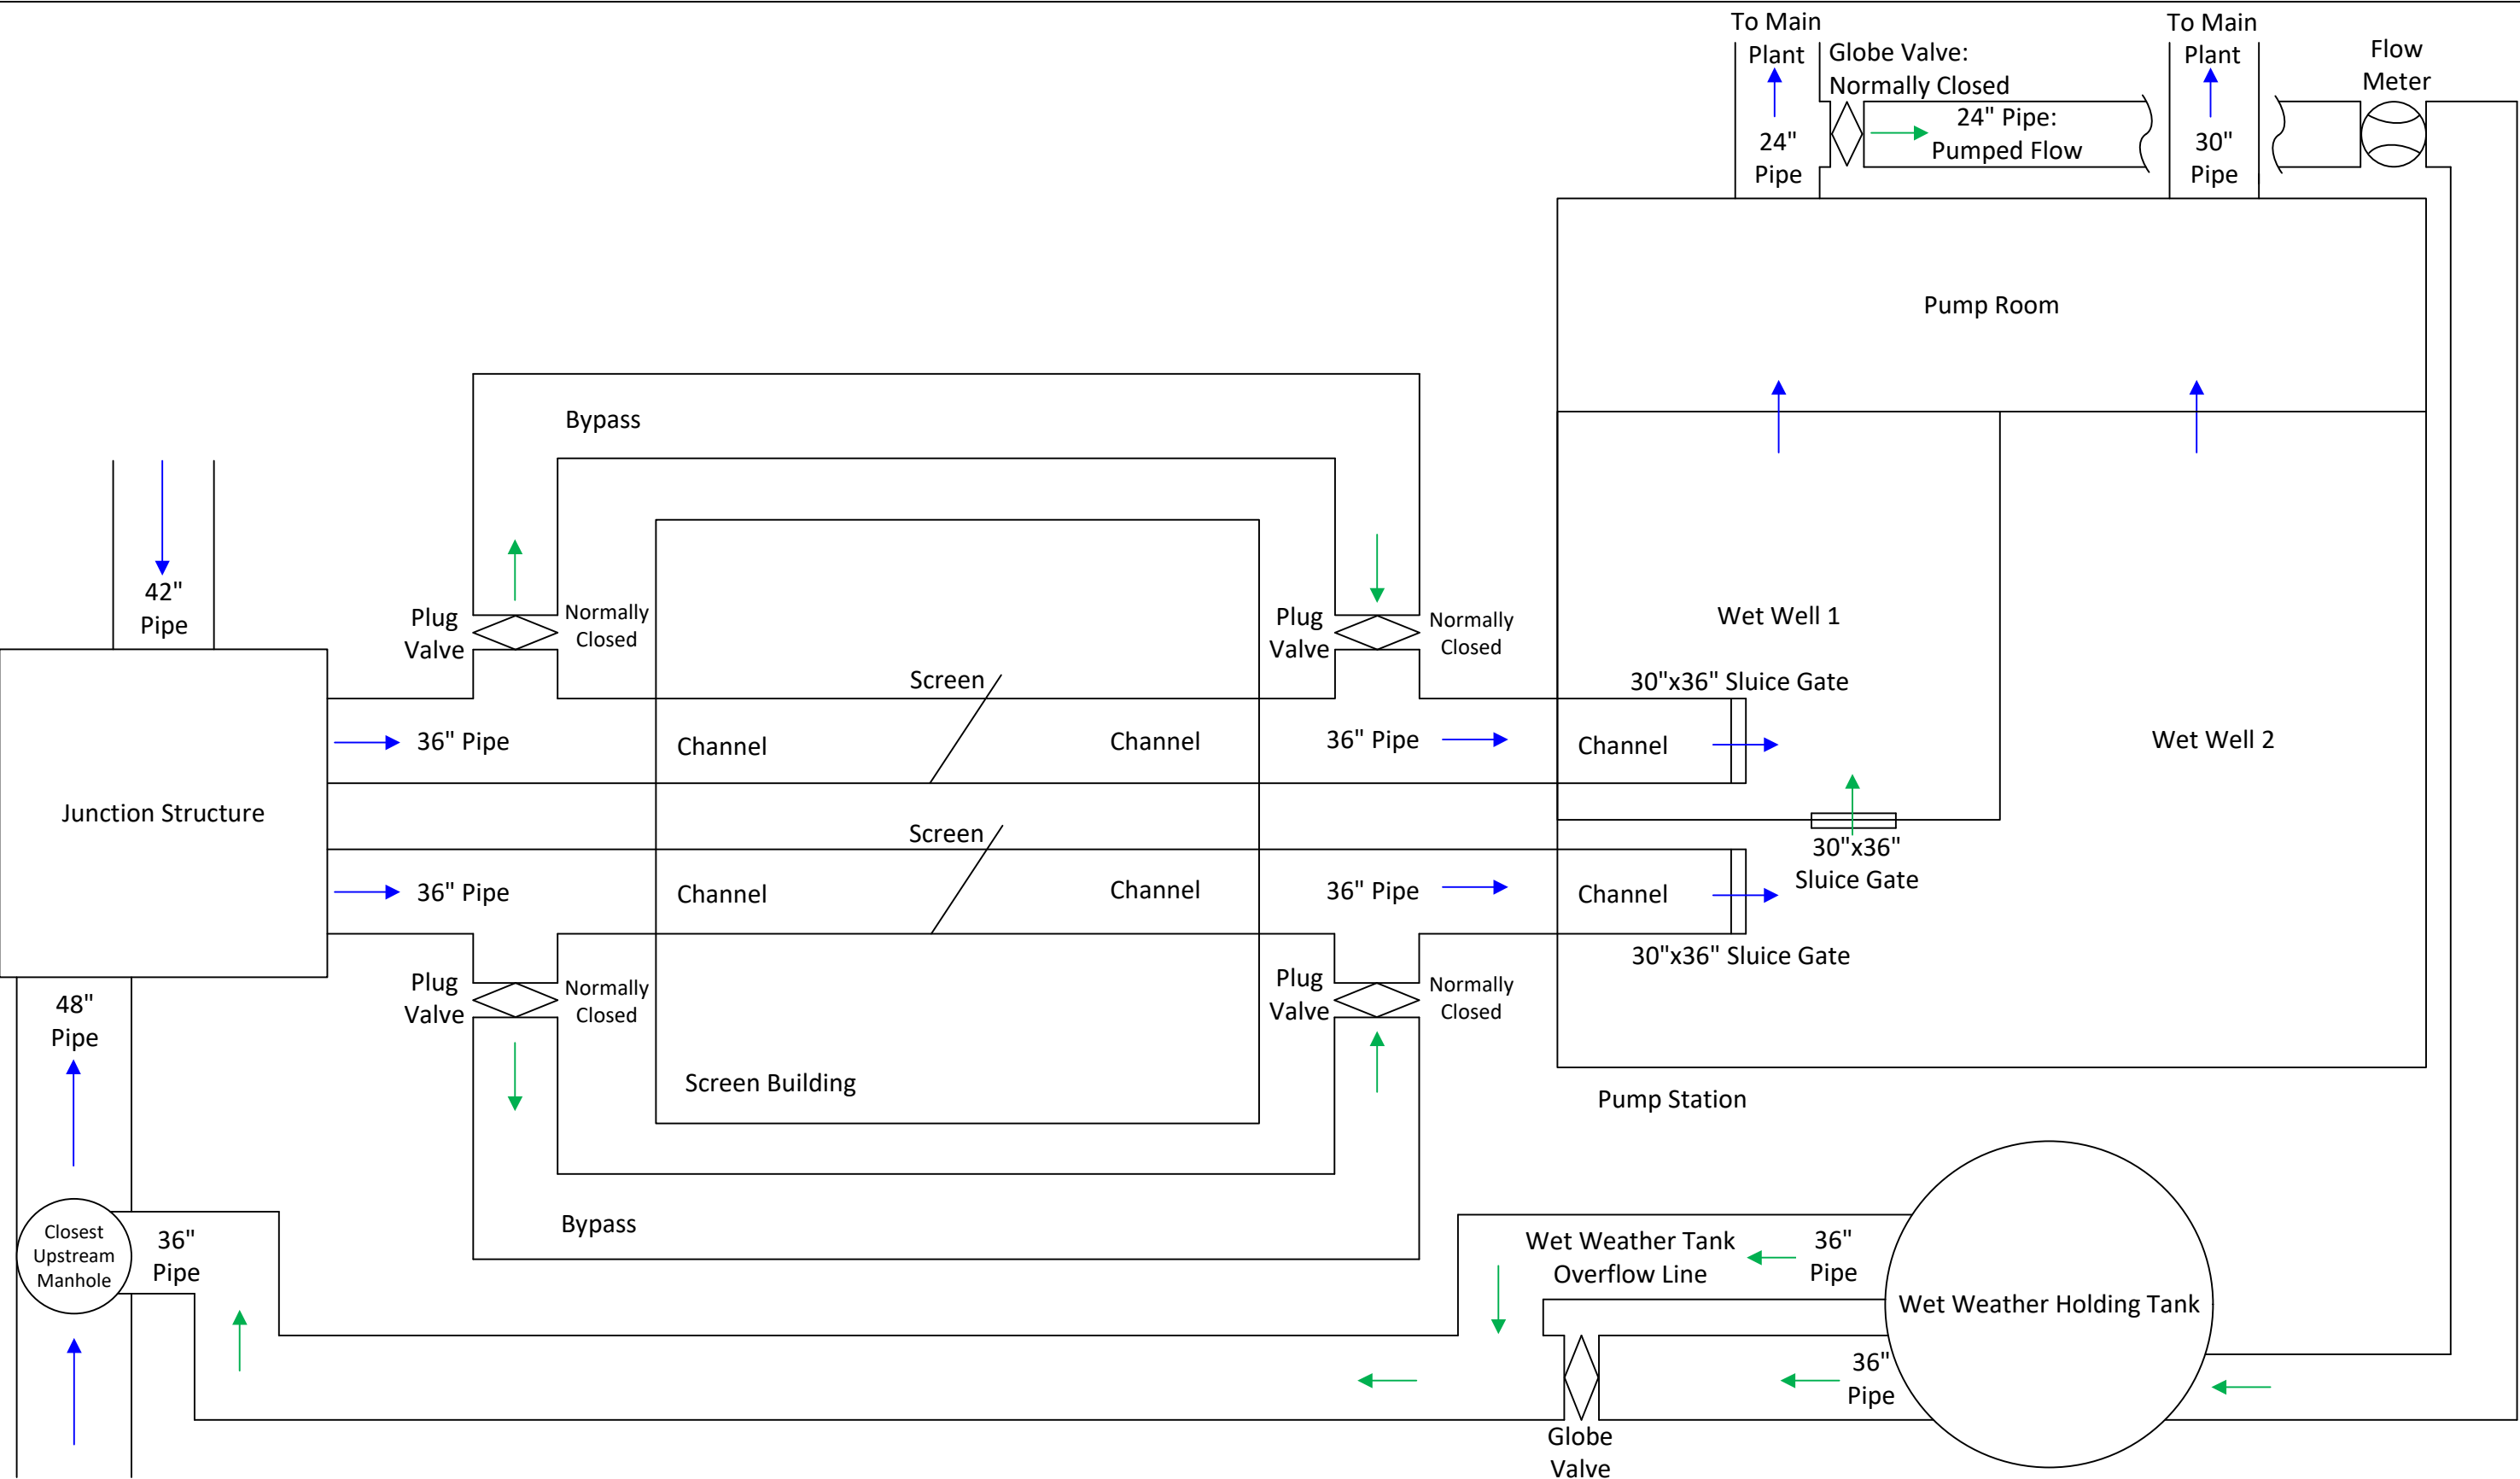 To Main
Plant
24"
Pipe
Globe Valve:
Normally Closed
24" Pipe:
Pumped Flow
To Main
Plant
30"
Pipe
Flow
Meter
Pump Room
Bypass
42"
Pipe
Plug
Valve
Normally
Closed
Plug
Valve
Normally
Closed
Wet Well 1
Screen
30"x36" Sluice Gate
36" Pipe
Channel
Channel
36" Pipe
Channel
Wet Well 2
Junction Structure
Screen
30"x36"
Sluice Gate
36" Pipe
Channel
Channel
36" Pipe
Channel
30"x36" Sluice Gate
48"
Pipe
Plug
Valve
Normally
Closed
Plug
Valve
Normally
Closed
Screen Building
Pump Station
Bypass
Closest
Upstream
Manhole
36"
Pipe
Wet Weather Tank
Overflow Line
36"
Pipe
Wet Weather Holding Tank
36"
Pipe
Globe
Valve